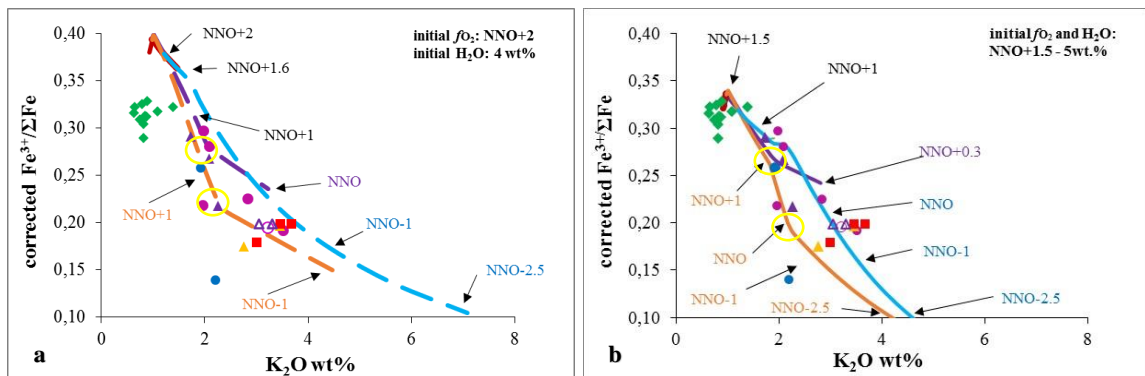 0,40
0,35
0,30
0,25
0,20
0,15
0,10
corrected Fe³⁺/ΣFe
initial fO₂: NNO+2
initial H₂O: 4 wt%
NNO+2
NNO+1.6
NNO+1
NNO
NNO+1
NNO-1
NNO-1
NNO-2.5
0
2
4
6
8
K₂O wt%
a
0,40
0,35
0,30
0,25
0,20
0,15
0,10
corrected Fe³⁺/ΣFe
initial fO₂ and H₂O:
NNO+1.5 - 5wt.%
NNO+1.5
NNO+1
NNO+0.3
NNO+1
NNO
NNO
NNO-1
NNO-1
NNO-2.5
NNO-2.5
0
2
4
6
8
K₂O wt%
b